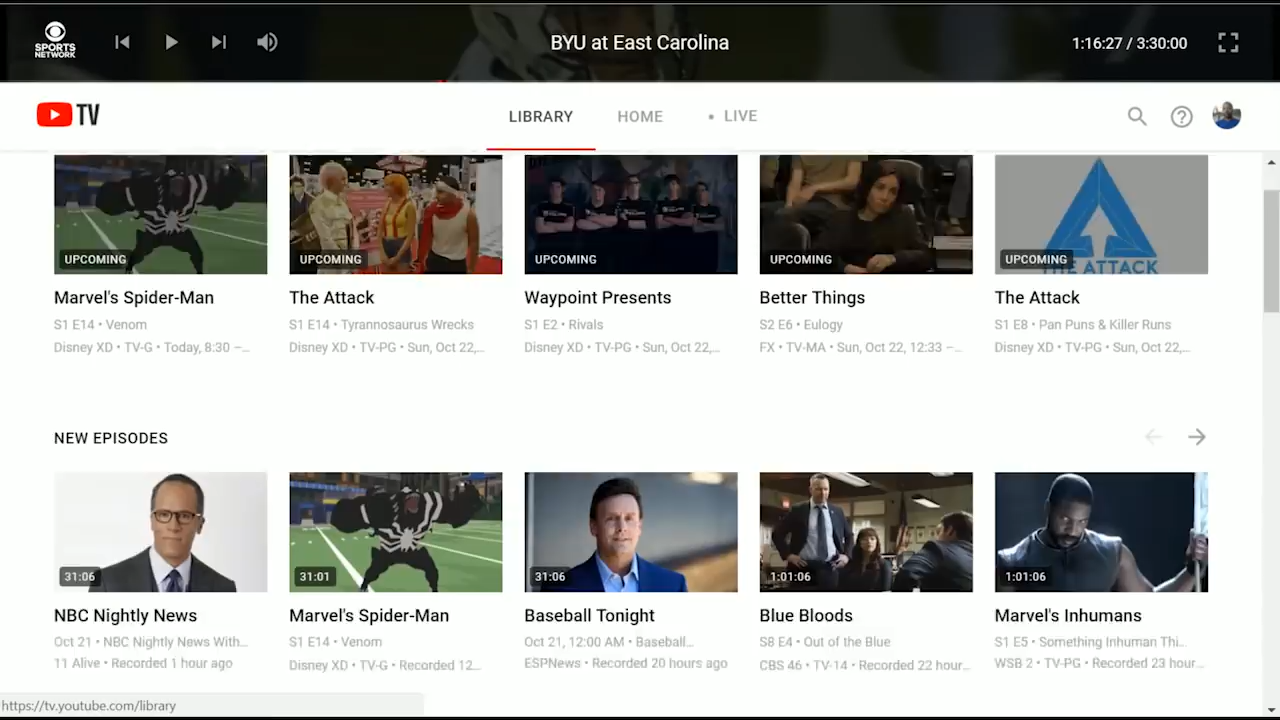 SPORTS
NETWORK
BYU at East Carolina
1:16:27 / 3:30:00
TV
LIBRARY
HOME
• LIVE
UPCOMING
UPCOMING
UPCOMING
UPCOMING
UPCOMING
THE ATTACK
Marvel's Spider-Man
The Attack
Waypoint Presents
Better Things
The Attack
S1 E14 • Venom
S1 E14 • Tyrannosaurus Wrecks
S1 E2 • Rivals
S2 E6 • Eulogy
S1 E8 • Pan Puns & Killer Runs
Disney XD • TV-G • Today, 8:30 –...
Disney XD • TV-PG • Sun, Oct 22,...
Disney XD • TV-PG • Sun, Oct 22,...
FX • TV-MA • Sun, Oct 22, 12:33 –...
Disney XD • TV-PG • Sun, Oct 22,...
NEW EPISODES
31:06
31:01
31:06
1:01:06
1:01:06
NBC Nightly News
Marvel's Spider-Man
Baseball Tonight
Blue Bloods
Marvel's Inhumans
Oct 21 • NBC Nightly News With...
S1 E14 • Venom
Oct 21, 12:00 AM • Baseball...
S8 E4 • Out of the Blue
S1 E5 • Something Inhuman Thi...
11 Alive • Recorded 1 hour ago
Disney XD • TV-G • Recorded 12...
ESPNews • Recorded 20 hours ago
CBS 46 • TV-14 • Recorded 22 hour...
WSB 2 • TV-PG • Recorded 23 hour...
https://tv.youtube.com/library